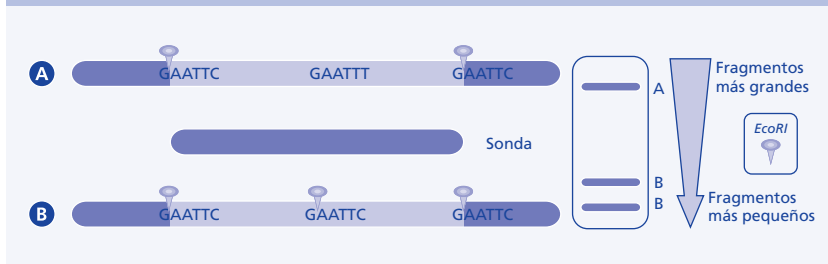 A
GAATTC GAATTT GAATTC
Sonda
B
GAATTC GAATTC GAATTC
A
B
B
Fragmentos
más grandes
EcoRI
Fragmentos
más pequeños